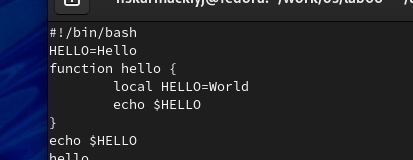 #!/bin/bash
HELLO=Hello
function hello {
        local HELLO=World
        echo $HELLO
}
echo $HELLO
hello